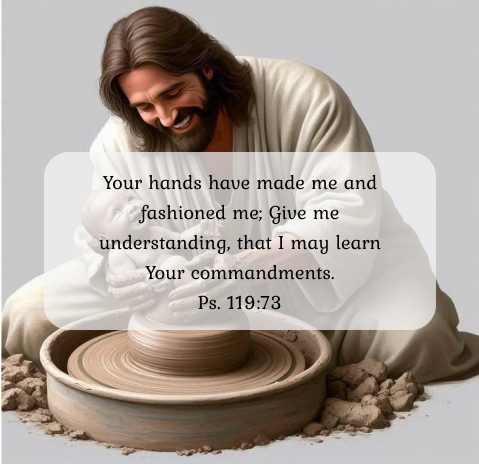 Your hands have made me and
fashioned me; Give me
understanding, that I may learn
Your commandments.
Ps. 119:73